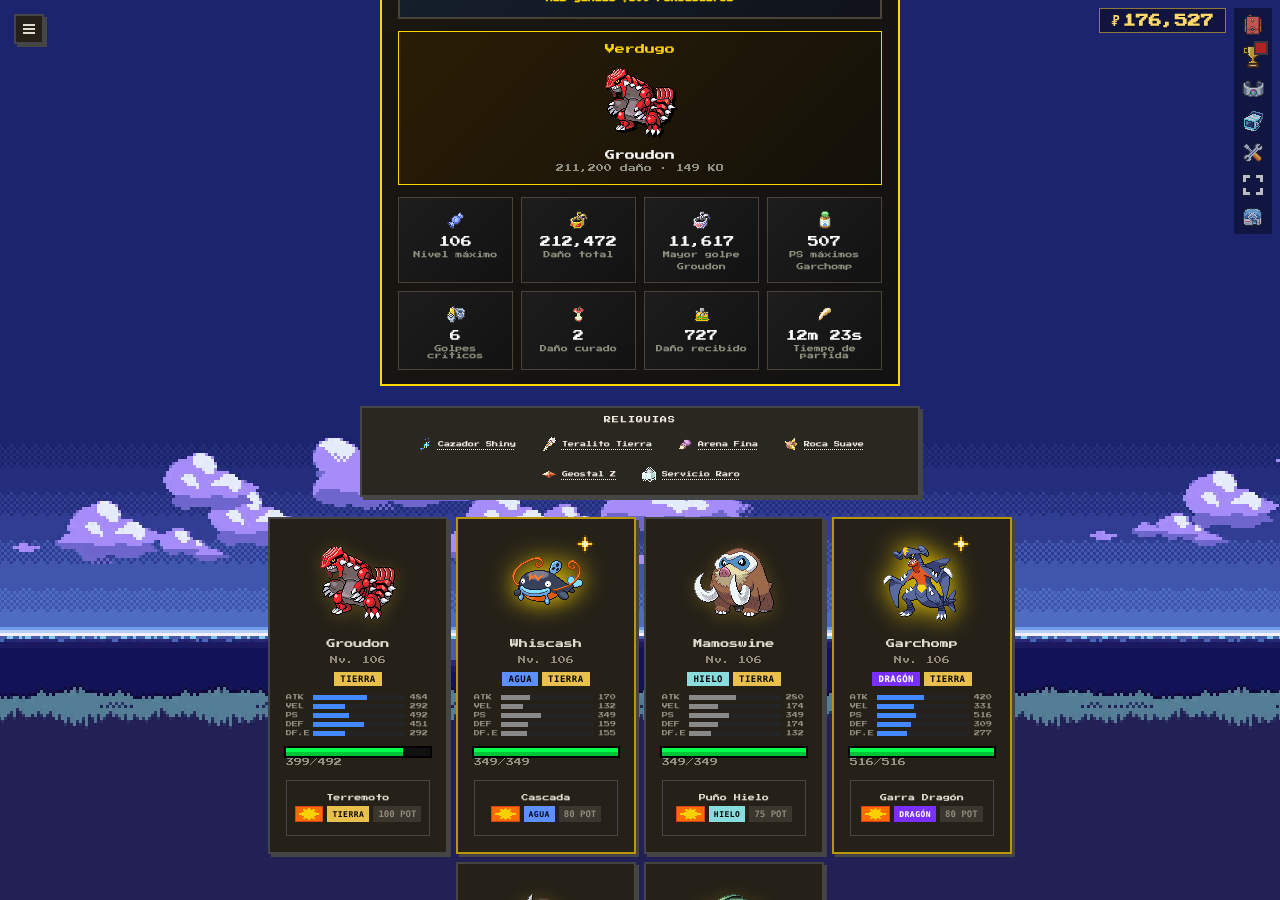 ₽ 176,527
Verdugo
Groudon
211,200 daño · 149 KO
106
Nivel máximo
212,472
Daño total
11,617
Mayor golpe
Groudon
507
PS máximos
Garchomp
6
Golpes
críticos
2
Daño curado
727
Daño recibido
12m 23s
Tiempo de
partida
RELIQUIAS
Cazador Shiny
Teralito Tierra
Arena Fina
Roca Suave
Geostal Z
Servicio Raro
Groudon
Nv. 106
TIERRA
ATK 484
VEL 292
PS 492
DEF 451
DF.E 292
399/492
Terremoto
TIERRA 100 POT
Whiscash
Nv. 106
AGUA TIERRA
ATK 170
VEL 132
PS 349
DEF 159
DF.E 155
349/349
Cascada
AGUA 80 POT
Mamoswine
Nv. 106
HIELO TIERRA
ATK 280
VEL 174
PS 349
DEF 174
DF.E 132
349/349
Puño Hielo
HIELO 75 POT
Garchomp
Nv. 106
DRAGÓN TIERRA
ATK 420
VEL 331
PS 516
DEF 309
DF.E 277
516/516
Garra Dragón
DRAGÓN 80 POT